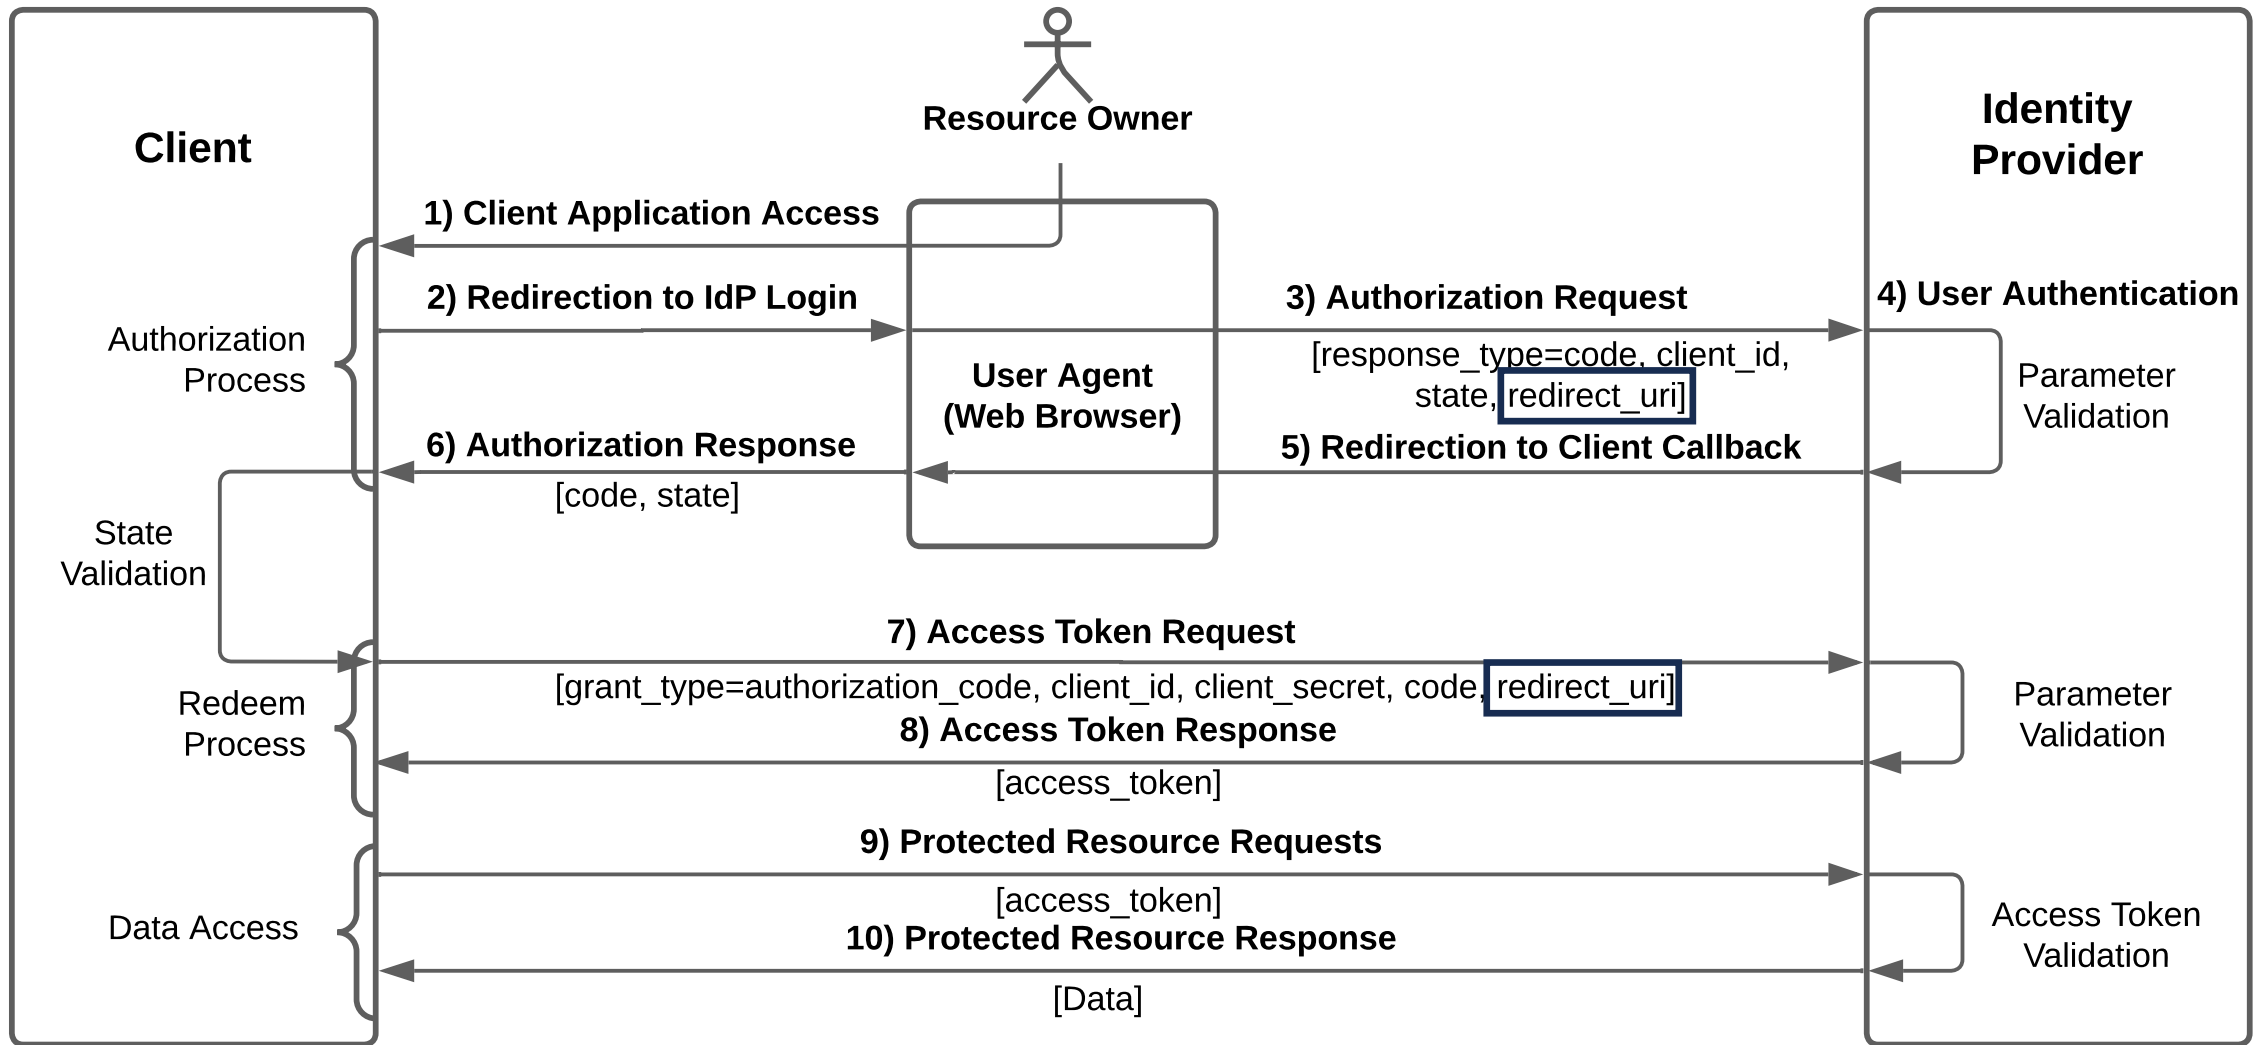 Resource Owner
Client
Identity
Provider
1) Client Application Access
2) Redirection to IdP Login
3) Authorization Request
4) User Authentication
Authorization
Process
[response_type=code, client_id,
state, redirect_uri]
User Agent
(Web Browser)
Parameter
Validation
6) Authorization Response
5) Redirection to Client Callback
[code, state]
State
Validation
7) Access Token Request
[grant_type=authorization_code, client_id, client_secret, code, redirect_uri]
Redeem
Process
Parameter
Validation
8) Access Token Response
[access_token]
9) Protected Resource Requests
[access_token]
Data Access
Access Token
Validation
10) Protected Resource Response
[Data]